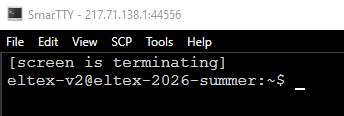 SmarTTY - 217.71.138.1:44556
File Edit View SCP Tools Help
[screen is terminating]
eltex-v2@eltex-2026-summer:~$ _